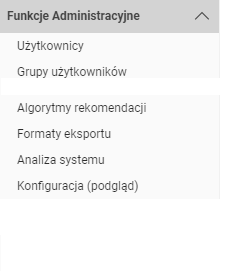 Funkcje Administracyjne
Użytkownicy
Grupy użytkowników
Algorytmy rekomendacji
Formaty eksportu
Analiza systemu
Konfiguracja (podgląd)